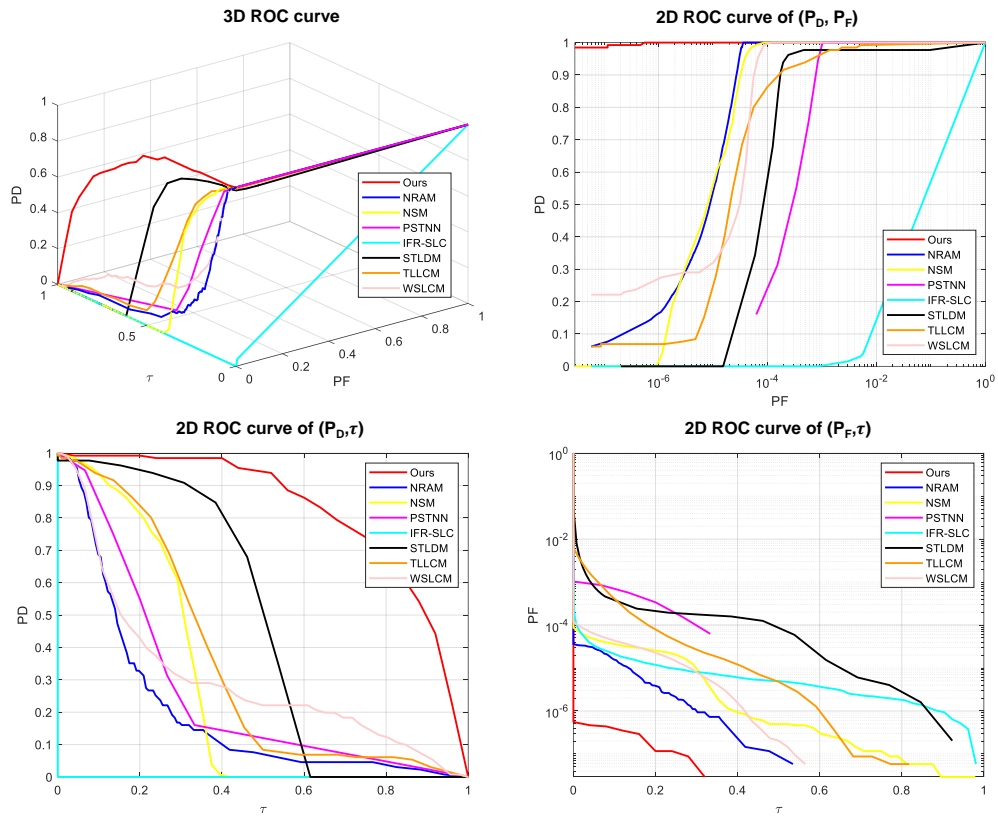 3D ROC curve
1
0.8
0.6
0.4
0.2
0
PD
1
0.5
0
τ
0
0.2
0.4
0.6
0.8
1
PF
Ours
NRAM
NSM
PSTNN
IFR-SLC
STLDM
TLLCM
WSLCM
2D ROC curve of (P_D, P_F)
1
0.9
0.8
0.7
0.6
0.5
0.4
0.3
0.2
0.1
0
PD
10^-6
10^-4
10^-2
10^0
PF
Ours
NRAM
NSM
PSTNN
IFR-SLC
STLDM
TLLCM
WSLCM
2D ROC curve of (P_D,τ)
1
0.9
0.8
0.7
0.6
0.5
0.4
0.3
0.2
0.1
0
PD
0
0.2
0.4
0.6
0.8
1
τ
Ours
NRAM
NSM
PSTNN
IFR-SLC
STLDM
TLLCM
WSLCM
2D ROC curve of (P_F,τ)
10^0
10^-2
10^-4
10^-6
PF
0
0.2
0.4
0.6
0.8
1
τ
Ours
NRAM
NSM
PSTNN
IFR-SLC
STLDM
TLLCM
WSLCM